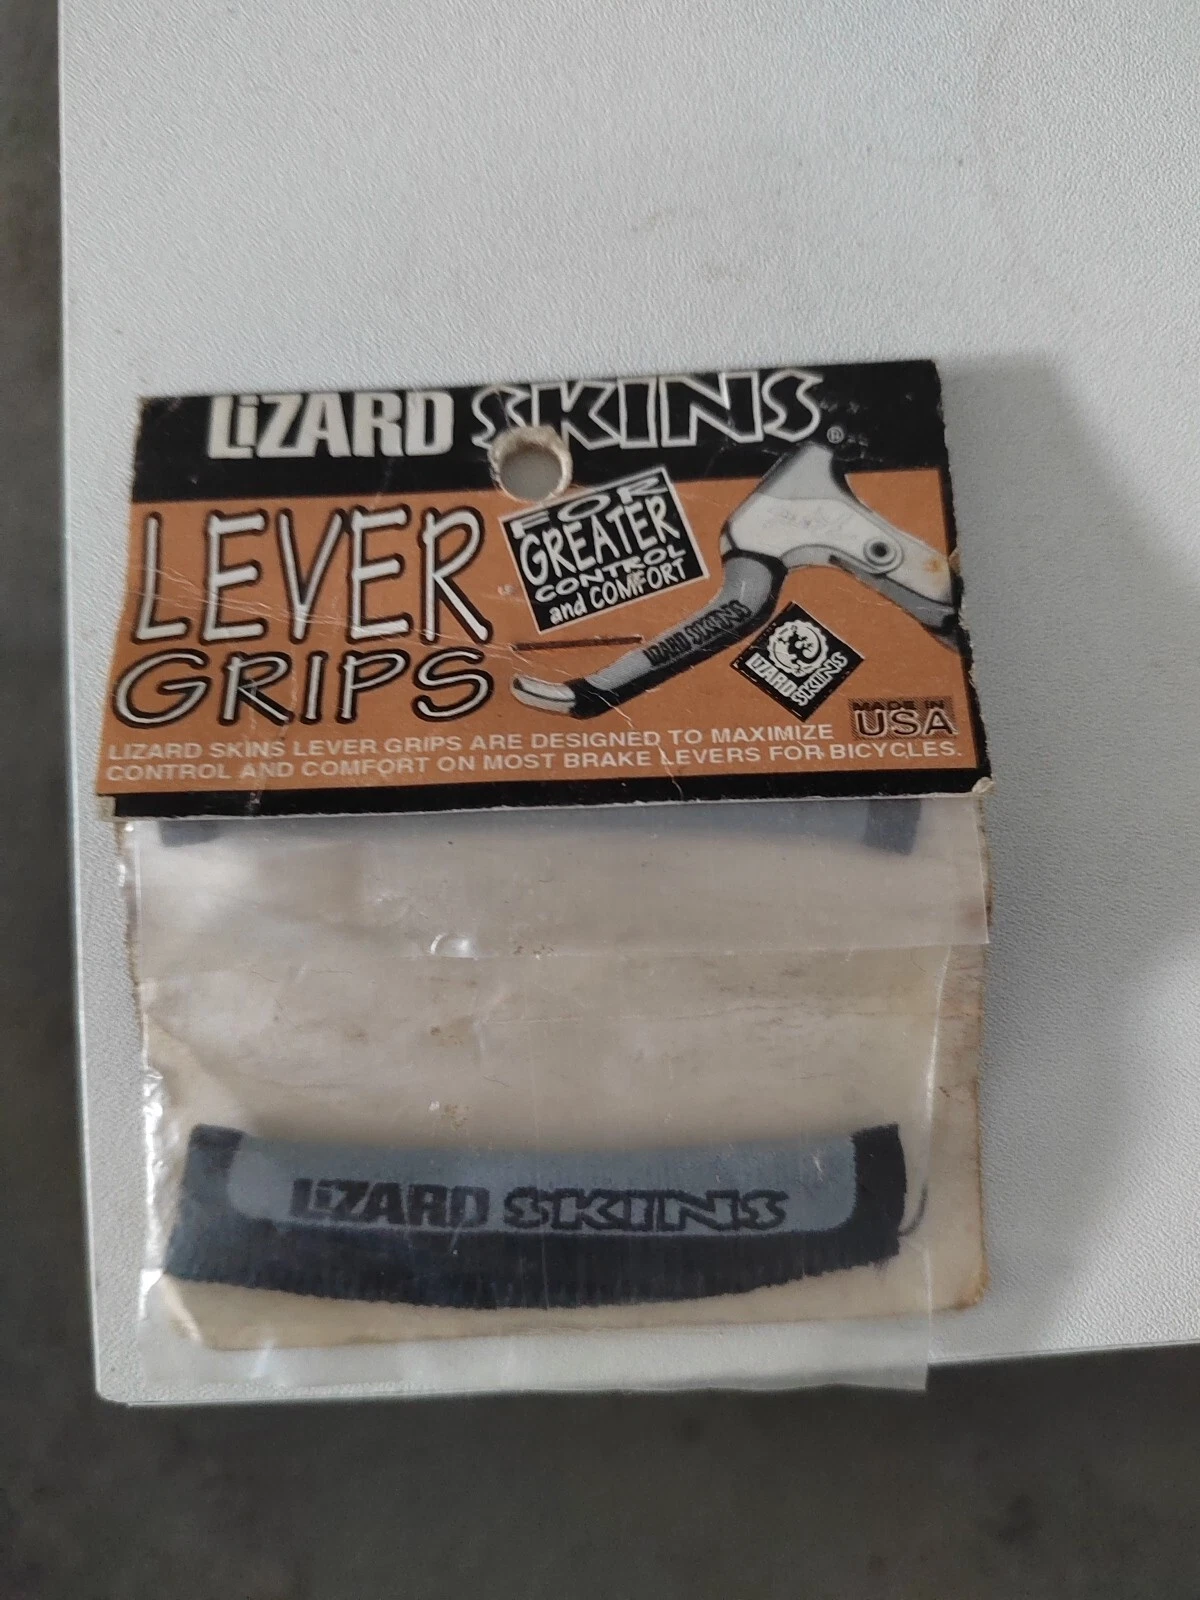 LiZARD SKINS ®
LEVER
GRIPS
FOR
GREATER
CONTROL
and COMFORT
LIZARD SKINS
LIZARD SKINS
MADE IN
USA
LIZARD SKINS LEVER GRIPS ARE DESIGNED TO MAXIMIZE
CONTROL AND COMFORT ON MOST BRAKE LEVERS FOR BICYCLES.
LiZARD SKINS